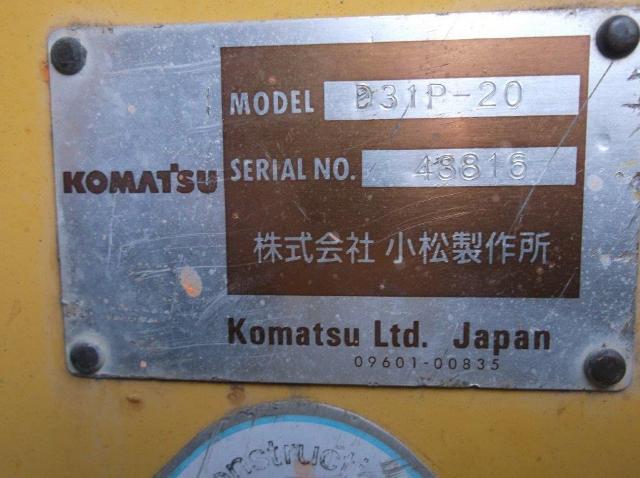 MODEL D31P-20
KOMATSU
SERIAL NO. 48816
株式会社 小松製作所
Komatsu Ltd. Japan
09601-00835